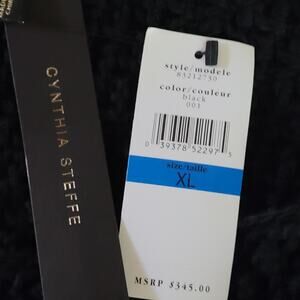 CYNTHIA STEFFE
style/modele
83212730
color/couleur
black
001
0 39378 52297 5
size/taille
XL
MSRP $345.00